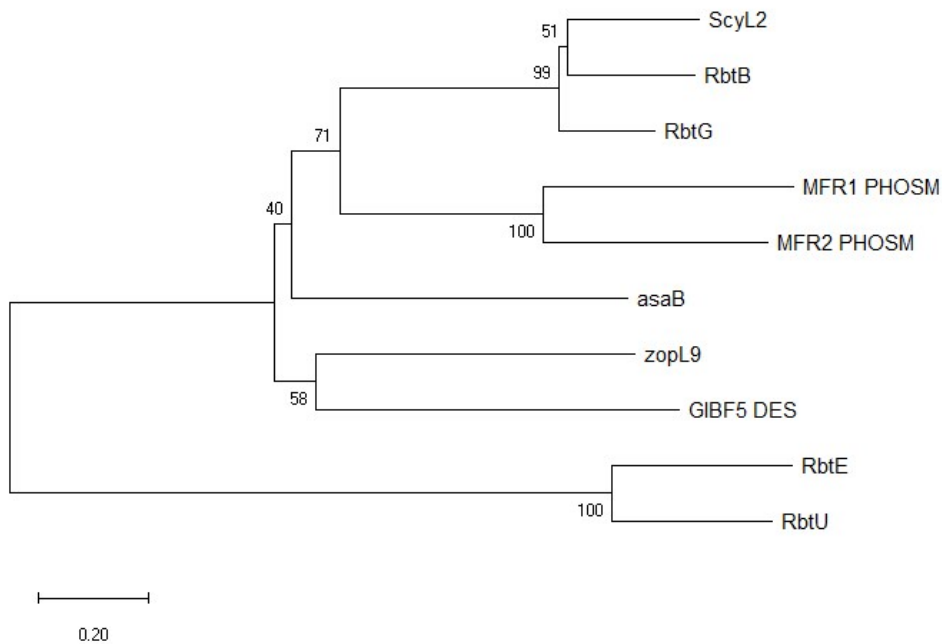 ScyL2
51
RbtB
99
RbtG
71
MFR1 PHOSM
40
100
MFR2 PHOSM
asaB
zopL9
58
GIBF5 DES
RbtE
100
RbtU
0.20